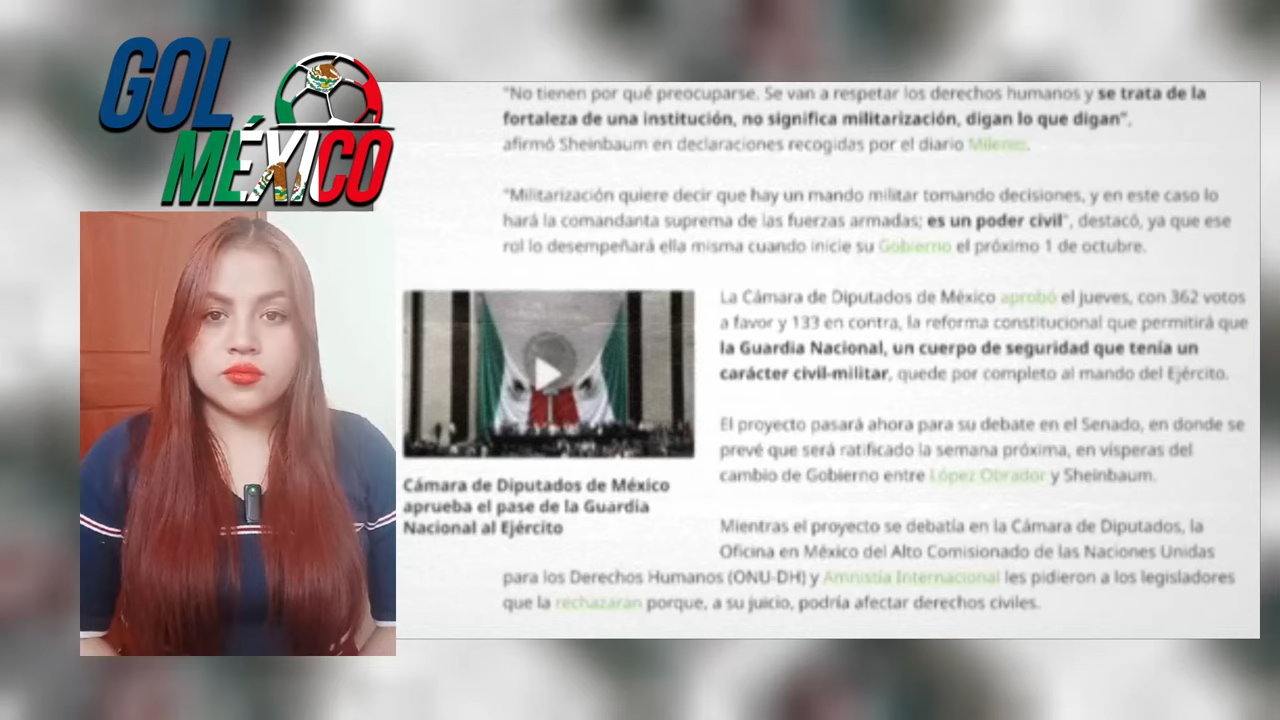 GOL
MÉXICO
"No tienen por qué preocuparse. Se van a respetar los derechos humanos y se trata de la
fortaleza de una institución, no significa militarización, digan lo que digan",
afirmó Sheinbaum en declaraciones recogidas por el diario Milenio.
"Militarización quiere decir que hay un mando militar tomando decisiones, y en este caso lo
hará la comandanta suprema de las fuerzas armadas; es un poder civil", destacó, ya que ese
rol lo desempeñará ella misma cuando inicie su Gobierno el próximo 1 de octubre.
La Cámara de Diputados de México aprobó el jueves, con 362 votos
a favor y 133 en contra, la reforma constitucional que permitirá que
la Guardia Nacional, un cuerpo de seguridad que tenía un
carácter civil-militar, quede por completo al mando del Ejército.
El proyecto pasará ahora para su debate en el Senado, en donde se
prevé que será ratificado la semana próxima, en vísperas del
cambio de Gobierno entre López Obrador y Sheinbaum.
Cámara de Diputados de México
aprueba el pase de la Guardia
Nacional al Ejército
Mientras el proyecto se debatía en la Cámara de Diputados, la
Oficina en México del Alto Comisionado de las Naciones Unidas
para los Derechos Humanos (ONU-DH) y Amnistía Internacional les pidieron a los legisladores
que la rechazaran porque, a su juicio, podría afectar derechos civiles.